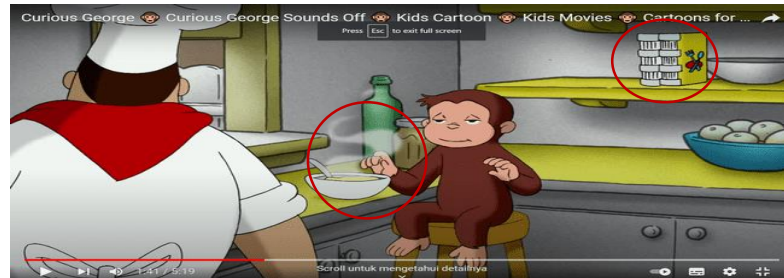 Curious George 🐵 Curious George Sounds Off 🐵 Kids Cartoon 🐵 Kids Movies 🐵 Cartoons for ...
Press Esc to exit full screen
1:41 / 5:19
Scroll untuk mengetahui detailnya